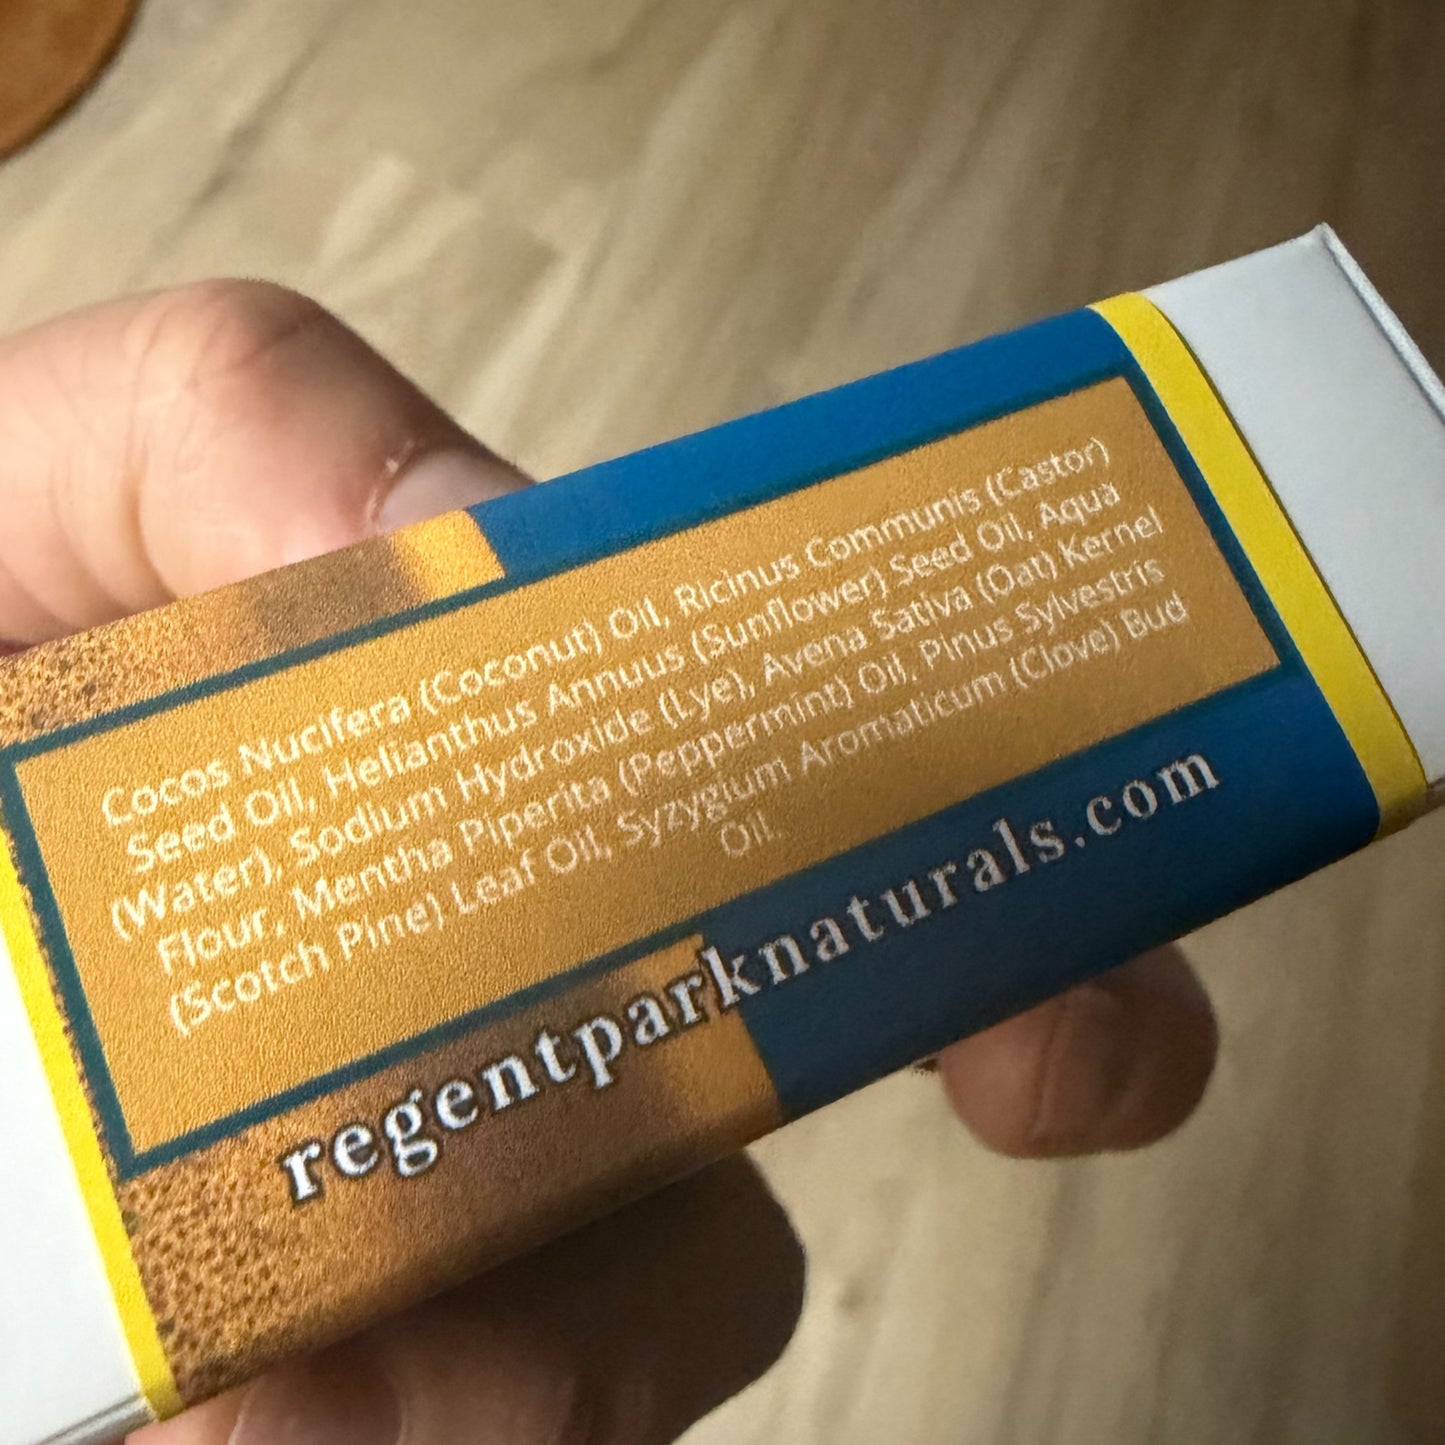 Cocos Nucifera (Coconut) Oil, Ricinus Communis (Castor)
Seed Oil, Helianthus Annuus (Sunflower) Seed Oil, Aqua
(Water), Sodium Hydroxide (Lye), Avena Sativa (Oat) Kernel
Flour, Mentha Piperita (Peppermint) Oil, Pinus Sylvestris
(Scotch Pine) Leaf Oil, Syzygium Aromaticum (Clove) Bud
Oil.
regentparknaturals.com